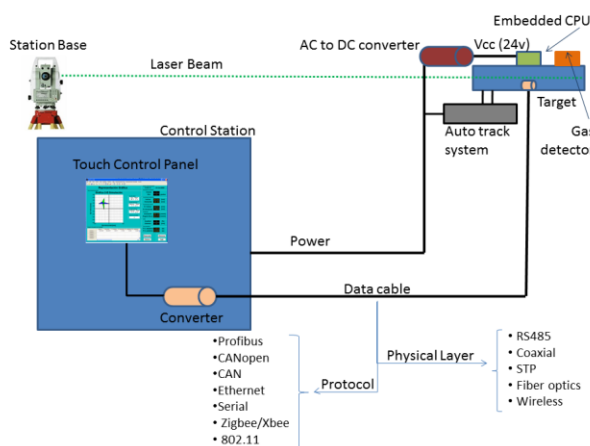 Embedded CPU
Station Base
AC to DC converter
Vcc (24v)
Laser Beam
Target
Control Station
Auto track
system
Gas
detector
Touch Control Panel
Power
Data cable
Converter
•Profibus
•CANopen
•CAN
•Ethernet
•Serial
• Zigbee/Xbee
• 802.11
Protocol
Physical Layer
• RS485
• Coaxial
• STP
• Fiber optics
• Wireless